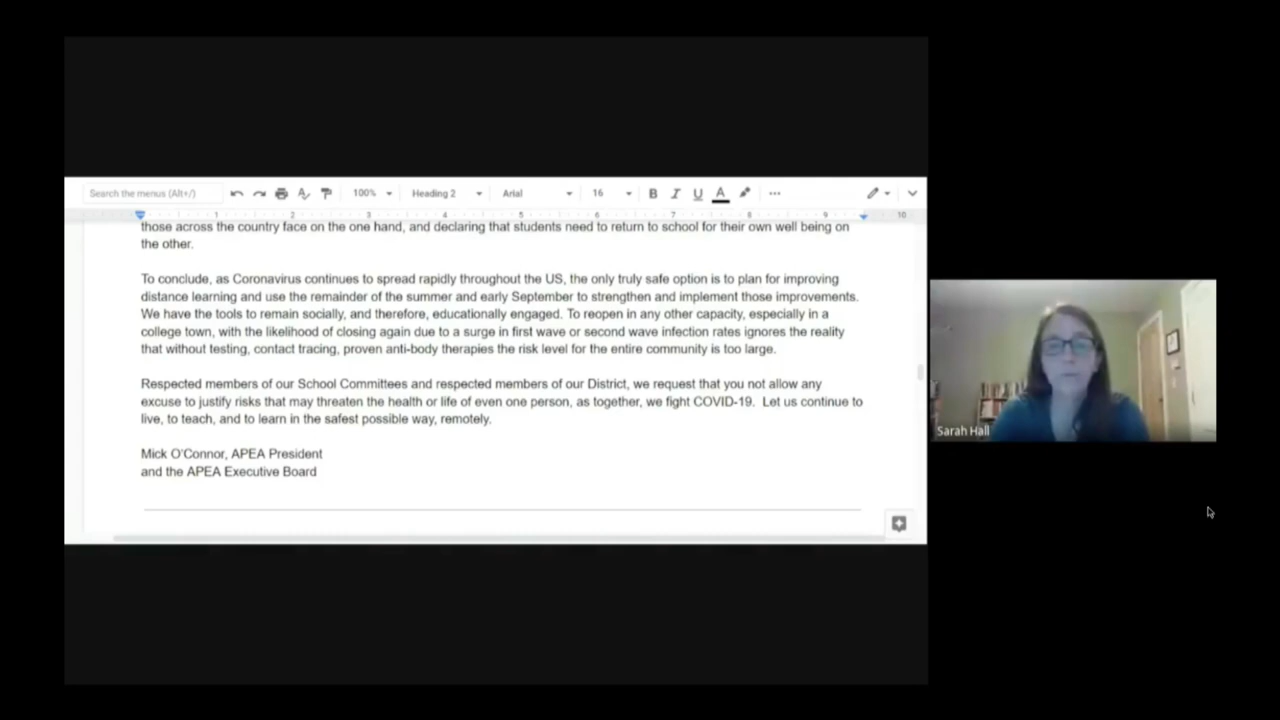 Search the menus (Alt+/) 100% Heading 2 Arial 16 B I U A
1 2 3 4 5 6 7 8 9 10
those across the country face on the one hand, and declaring that students need to return to school for their own well being on
the other.
To conclude, as Coronavirus continues to spread rapidly throughout the US, the only truly safe option is to plan for improving
distance learning and use the remainder of the summer and early September to strengthen and implement those improvements.
We have the tools to remain socially, and therefore, educationally engaged. To reopen in any other capacity, especially in a
college town, with the likelihood of closing again due to a surge in first wave or second wave infection rates ignores the reality
that without testing, contact tracing, proven anti-body therapies the risk level for the entire community is too large.
Respected members of our School Committees and respected members of our District, we request that you not allow any
excuse to justify risks that may threaten the health or life of even one person, as together, we fight COVID-19. Let us continue to
live, to teach, and to learn in the safest possible way, remotely.
Mick O'Connor, APEA President
and the APEA Executive Board
Sarah Hall